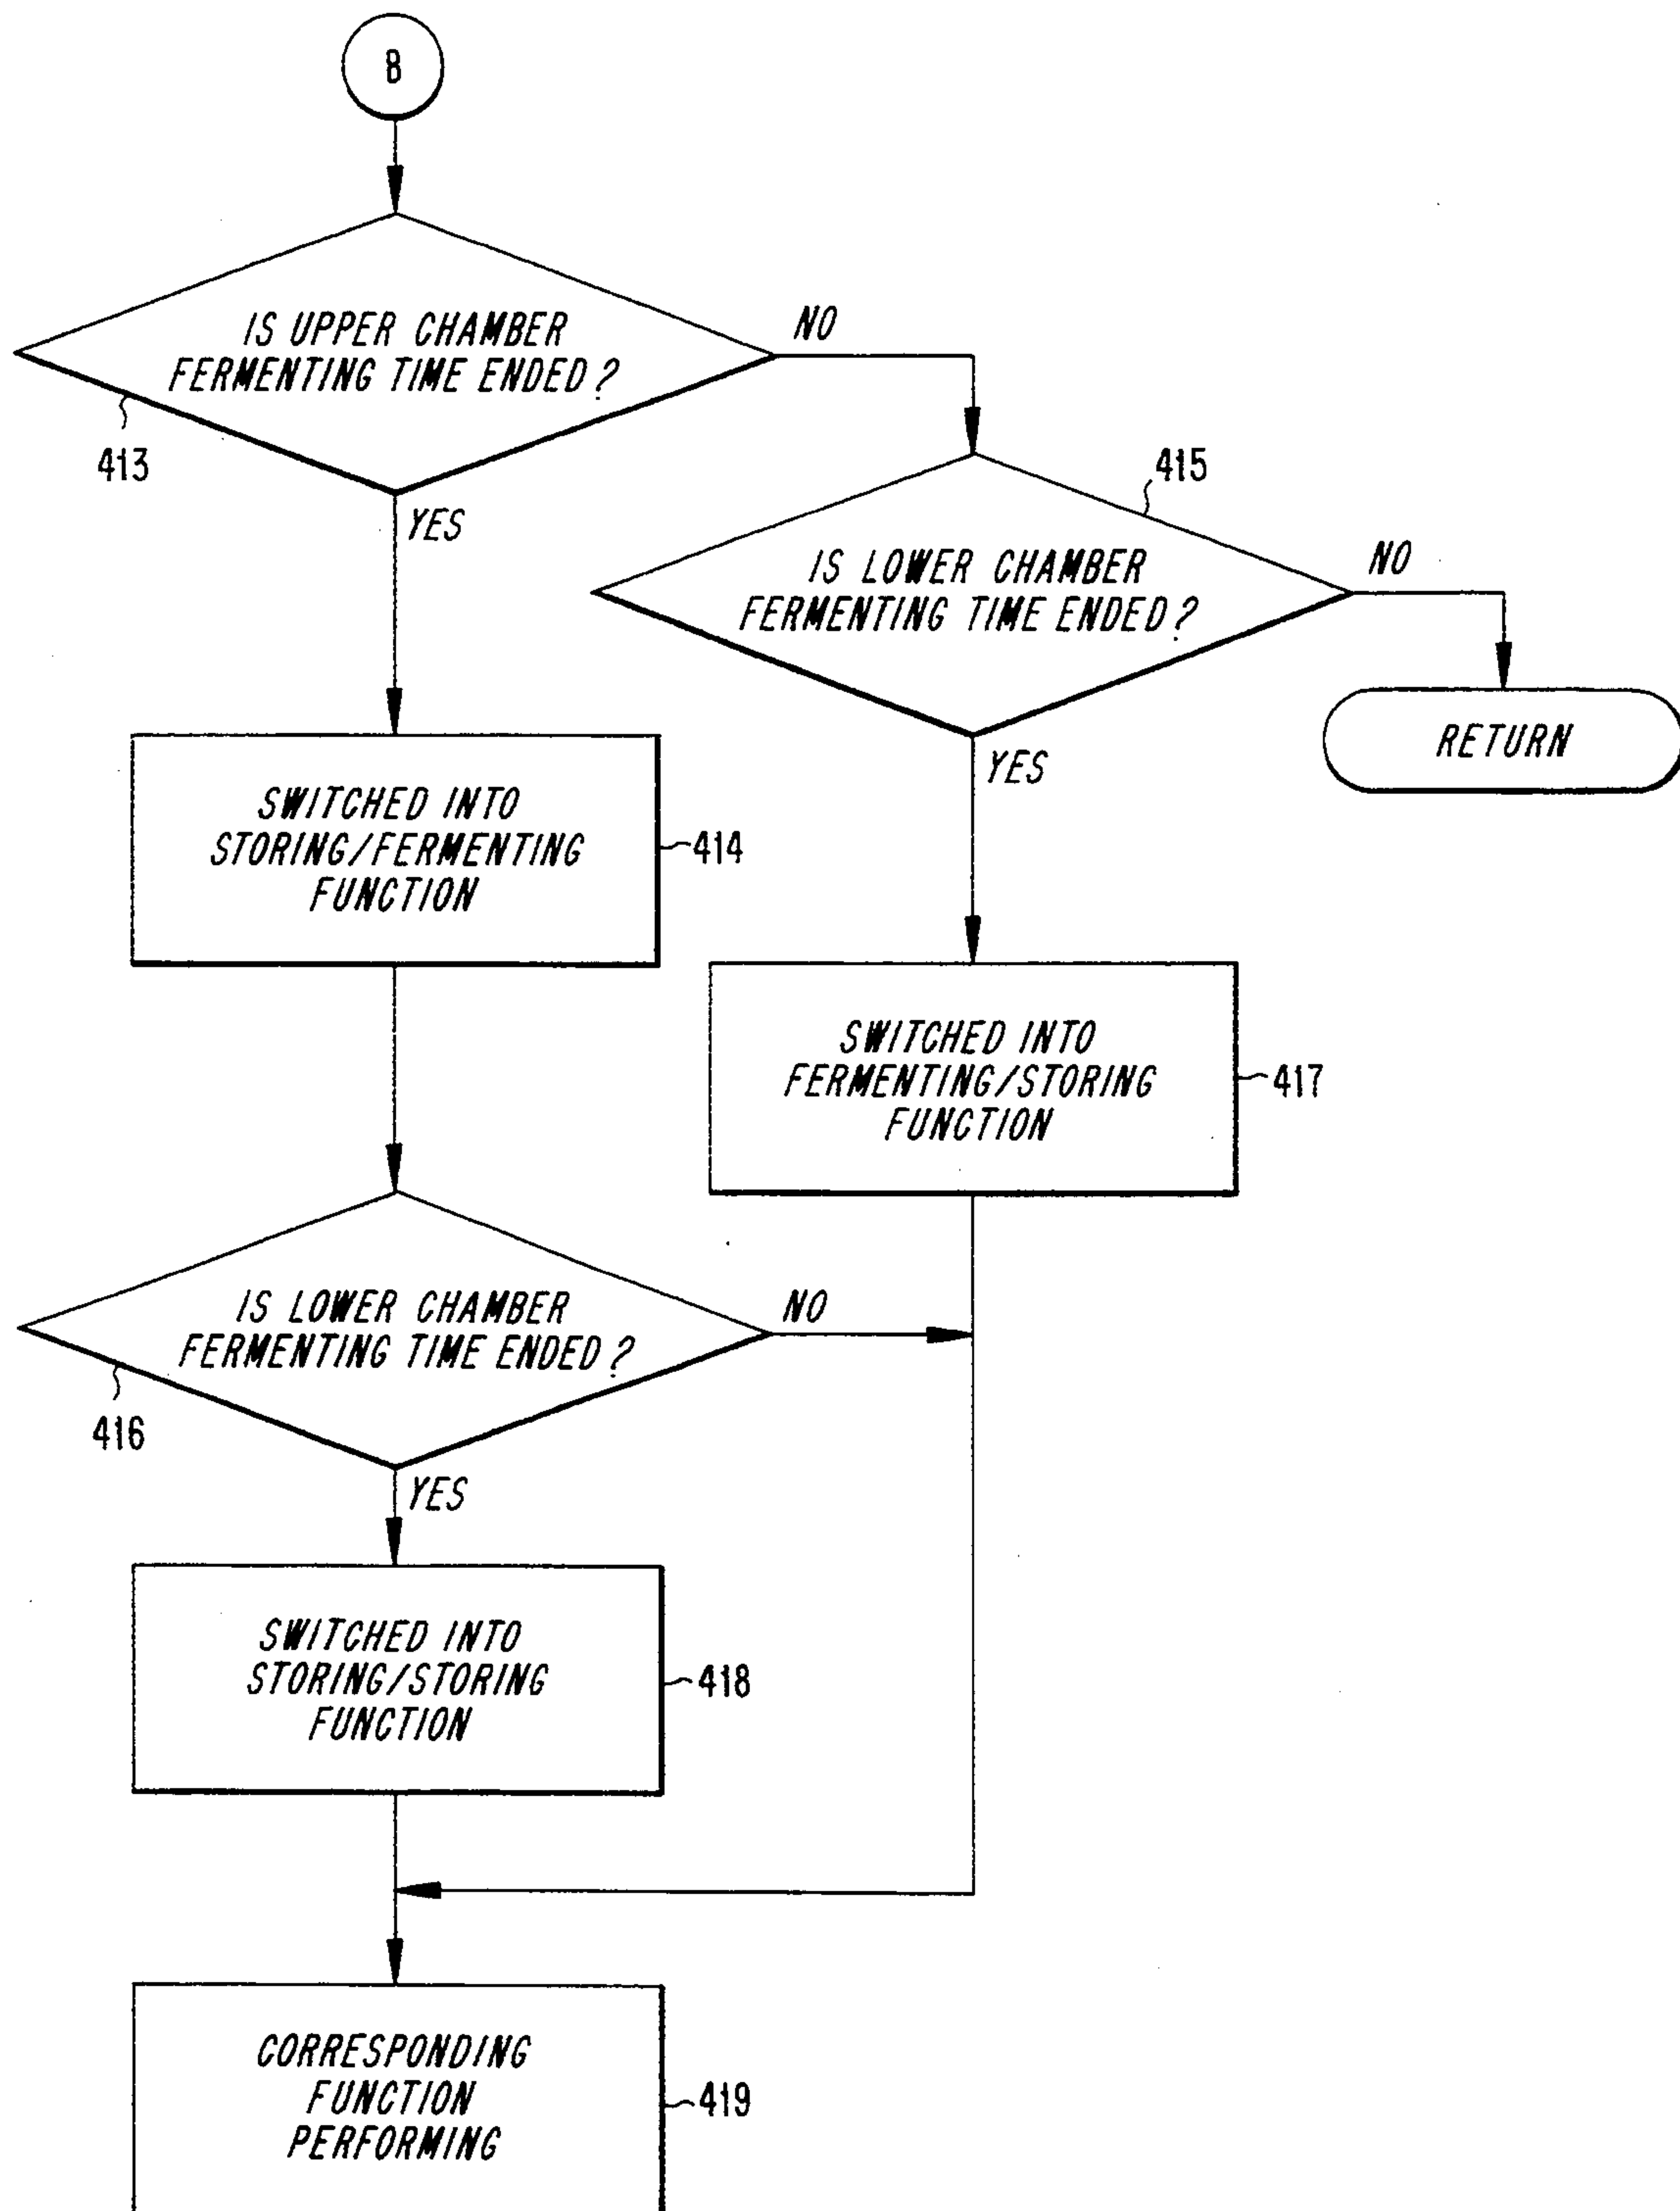 B
IS UPPER CHAMBER
FERMENTING TIME ENDED?
NO
413
YES
415
IS LOWER CHAMBER
FERMENTING TIME ENDED?
NO
RETURN
YES
SWITCHED INTO
STORING/FERMENTING
FUNCTION
414
SWITCHED INTO
FERMENTING/STORING
FUNCTION
417
IS LOWER CHAMBER
FERMENTING TIME ENDED?
NO
416
YES
SWITCHED INTO
STORING/STORING
FUNCTION
418
CORRESPONDING
FUNCTION
PERFORMING
419